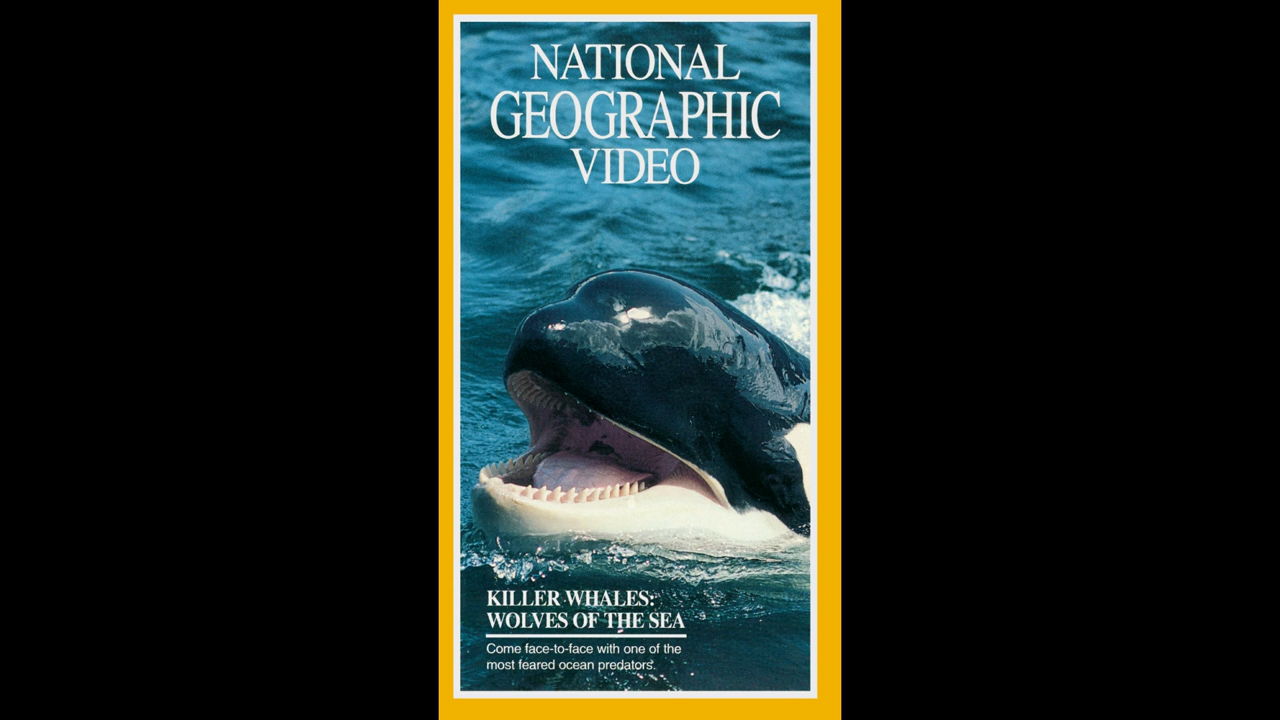 NATIONAL
GEOGRAPHIC
VIDEO
KILLER WHALES:
WOLVES OF THE SEA
Come face-to-face with one of the
most feared ocean predators.